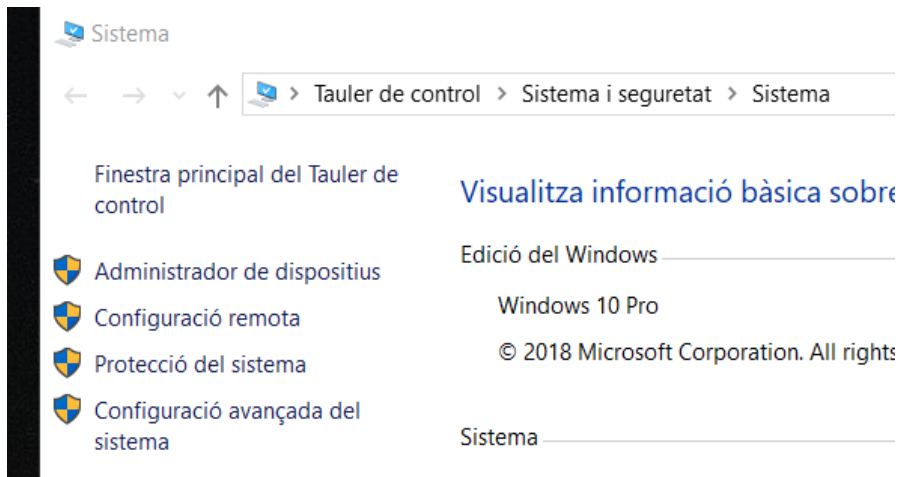 Sistema
Tauler de control > Sistema i seguretat > Sistema
Finestra principal del Tauler de
control
Administrador de dispositius
Configuració remota
Protecció del sistema
Configuració avançada del
sistema
Visualitza informació bàsica sobre
Edició del Windows
Windows 10 Pro
© 2018 Microsoft Corporation. All rights
Sistema